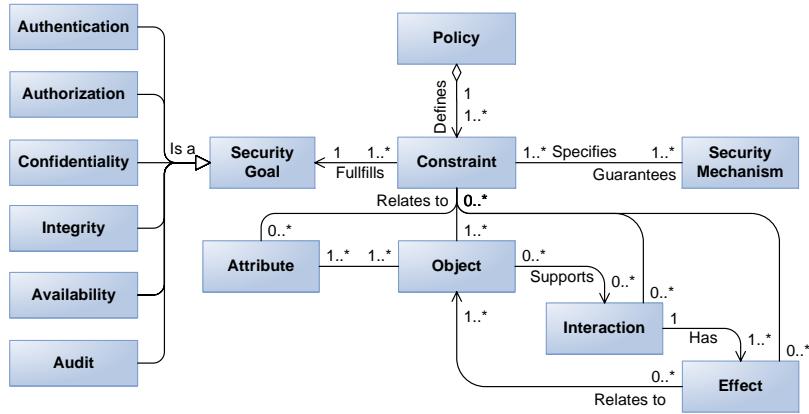 Authentication
Authorization
Confidentiality
Integrity
Availability
Audit
Is a
Security
Goal
Policy
Defines
1
1..*
1
1..*
Fullfills
Constraint
1..*
Specifies
1..*
Guarantees
Security
Mechanism
Relates to
0..*
0..*
1..*
Attribute
1..*
1..*
Object
0..*
Supports
0..*
0..*
Interaction
1
Has
1..*
0..*
1..*
0..*
Relates to
Effect